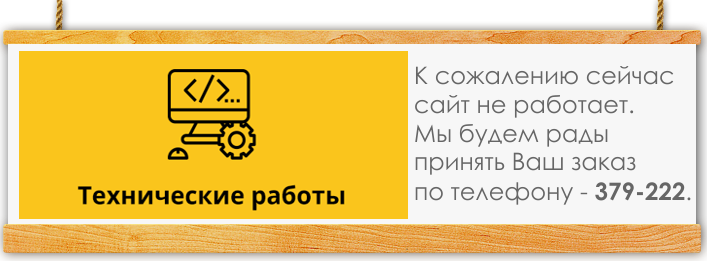 </>...
Технические работы
К сожалению сейчас
сайт не работает.
Мы будем рады
принять Ваш заказ
по телефону - 379-222.